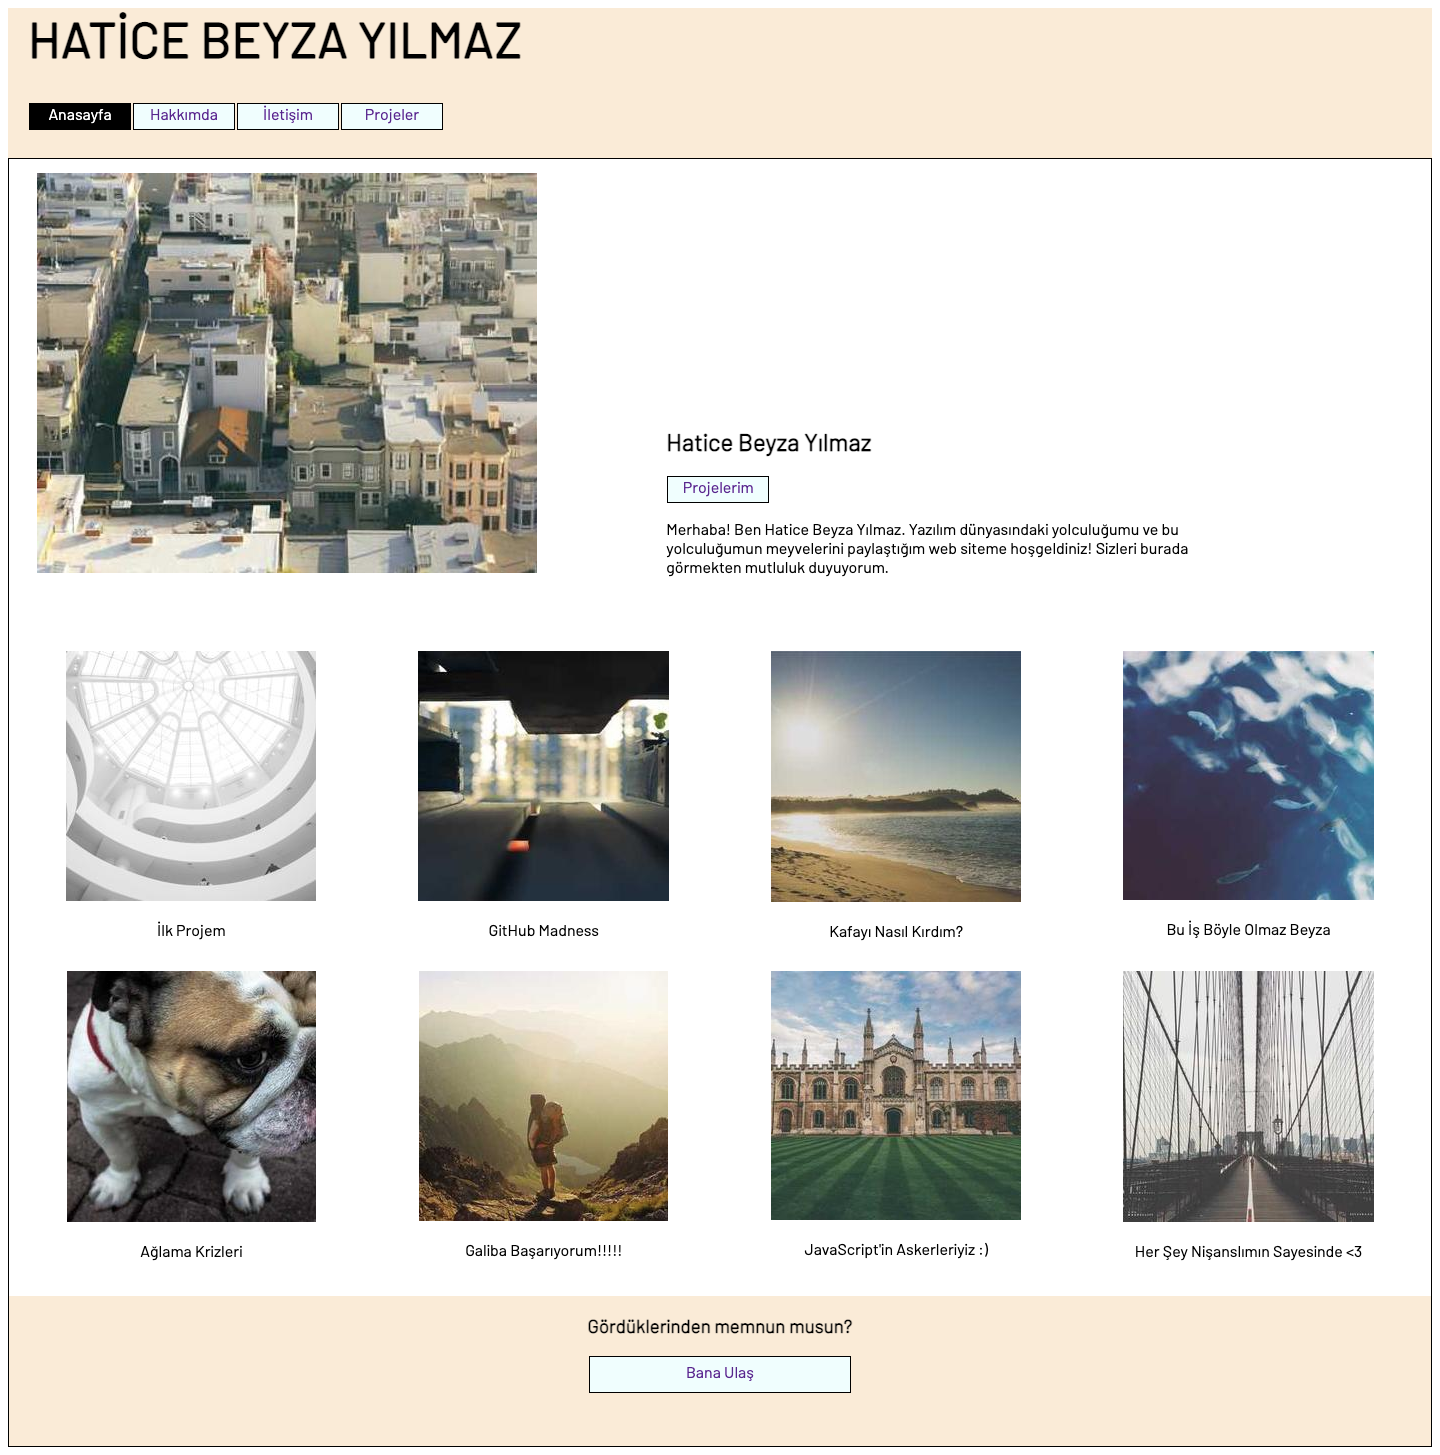 HATİCE BEYZA YILMAZ
Anasayfa
Hakkımda
İletişim
Projeler
Hatice Beyza Yılmaz
Projelerim
Merhaba! Ben Hatice Beyza Yılmaz. Yazılım dünyasındaki yolculuğumu ve bu
yolculuğumun meyvelerini paylaştığım web siteme hoşgeldiniz! Sizleri burada
görmekten mutluluk duyuyorum.
İlk Projem
GitHub Madness
Kafayı Nasıl Kırdım?
Bu İş Böyle Olmaz Beyza
Ağlama Krizleri
Galiba Başarıyorum!!!!!
JavaScript'in Askerleriyiz :)
Her Şey Nişanslımın Sayesinde <3
Gördüklerinden memnun musun?
Bana Ulaş